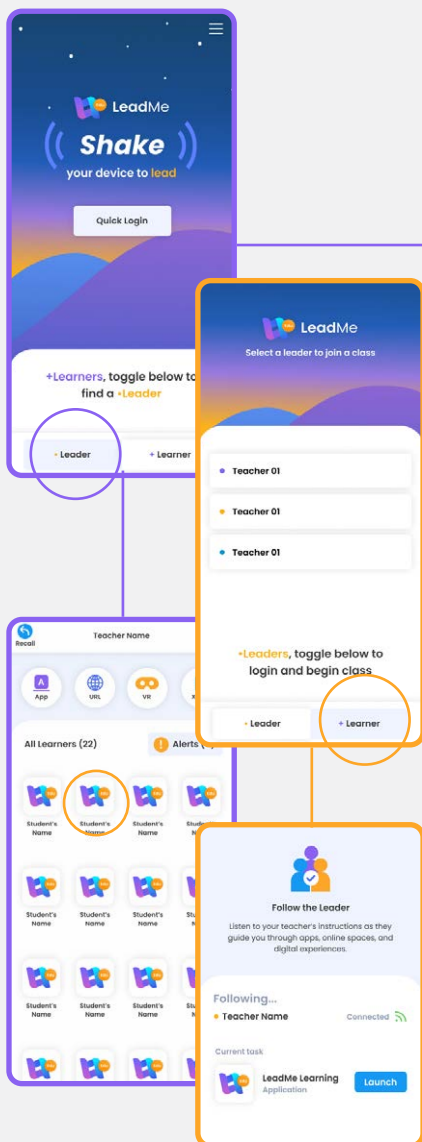 LeadMe
Shake
your device to lead
Quick Login
+Learners, toggle below to
find a •Leader
• Leader
+ Learner
LeadMe
Select a leader to join a class
Teacher 01
Teacher 01
Teacher 01
•Leaders, toggle below to
login and begin class
• Leader
+ Learner
Recall
Teacher Name
A
App
URL
VR
All Learners (22)
! Alerts
Student's Name
Student's Name
Student's Name
Student's Name
Student's Name
Student's Name
Student's Name
Student's Name
Student's Name
Follow the Leader
Listen to your teacher's instructions as they
guide you through apps, online spaces, and
digital experiences.
Following...
Teacher Name
Connected
Current task
LeadMe Learning
Application
Launch